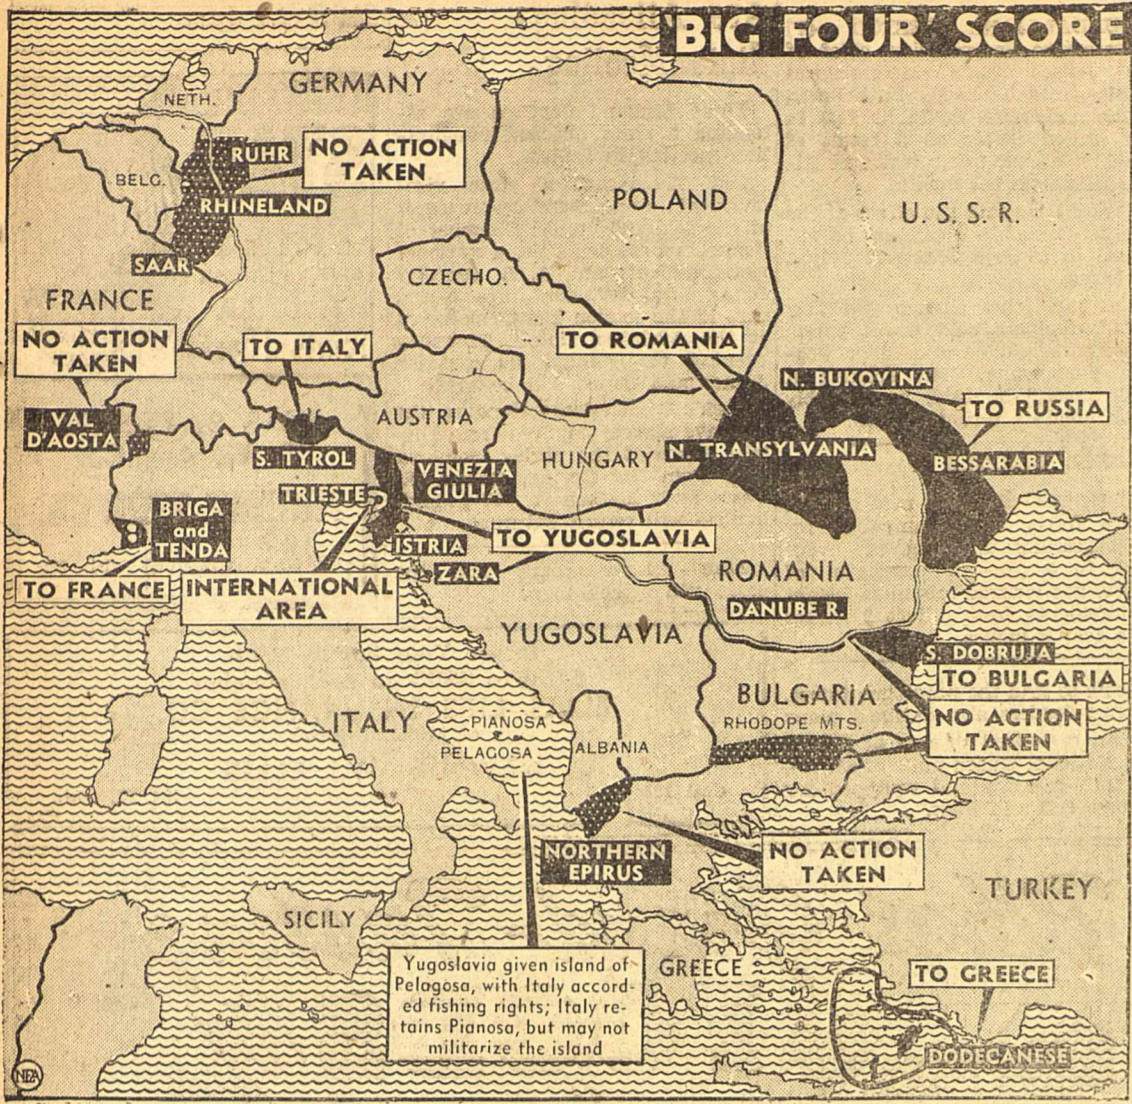 'BIG FOUR' SCORE
GERMANY
NETH.
RUHR
NO ACTION
TAKEN
BELG.
RHINELAND
SAAR
POLAND
U. S. S. R.
CZECHO.
FRANCE
NO ACTION
TAKEN
TO ITALY
TO ROMANIA
N. BUKOVINA
TO RUSSIA
VAL
D'AOSTA
AUSTRIA
S. TYROL
HUNGARY
N. TRANSYLVANIA
BESSARABIA
VENEZIA
GIULIA
TRIESTE
BRIGA
and
TENDA
ISTRIA
TO YUGOSLAVIA
ZARA
TO FRANCE
INTERNATIONAL
AREA
ROMANIA
DANUBE R.
YUGOSLAVIA
S. DOBRUJA
TO BULGARIA
BULGARIA
RHODOPE MTS.
NO ACTION
TAKEN
ITALY
PIANOSA
PELAGOSA
ALBANIA
NORTHERN
EPIRUS
NO ACTION
TAKEN
TURKEY
SICILY
GREECE
TO GREECE
DODECANESE
Yugoslavia given island of
Pelagosa, with Italy accord-
ed fishing rights; Italy re-
tains Pianosa, but may not
militarize the island
NEA